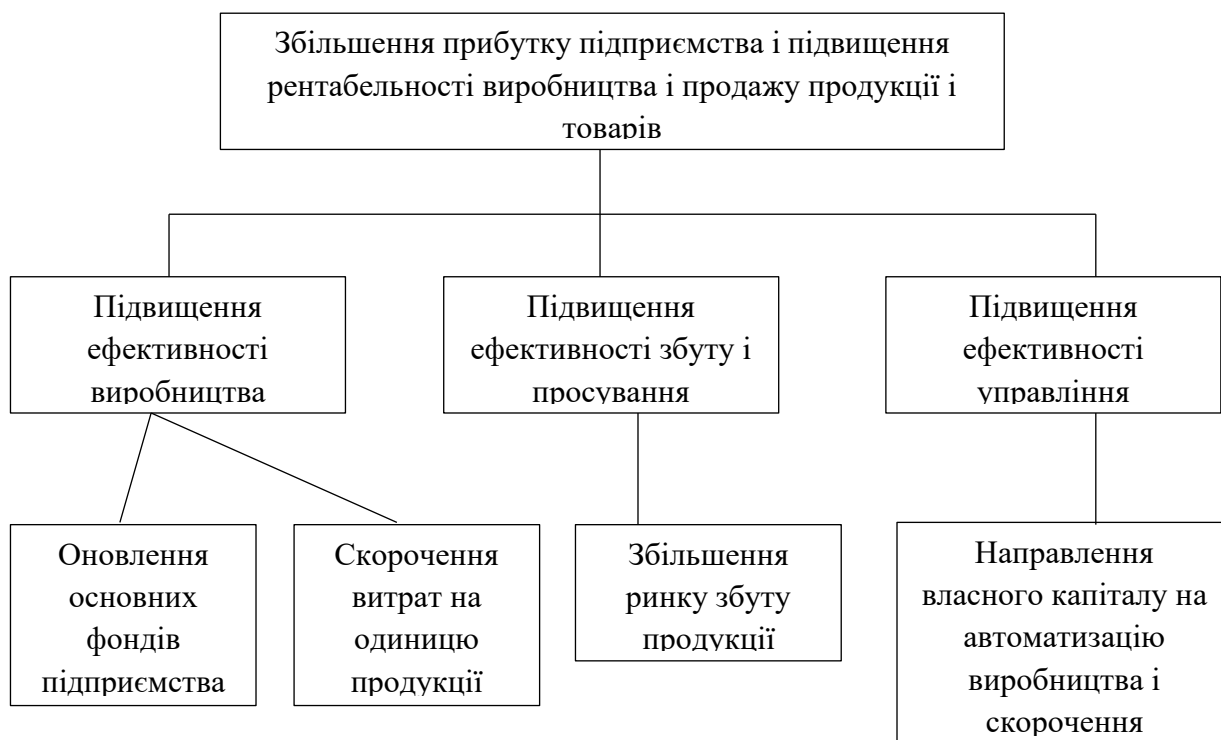 Збільшення прибутку підприємства і підвищення
рентабельності виробництва і продажу продукції і
товарів
Підвищення
ефективності
виробництва
Підвищення
ефективності збуту і
просування
Підвищення
ефективності
управління
Оновлення
основних
фондів
підприємства
Скорочення
витрат на
одиницю
продукції
Збільшення
ринку збуту
продукції
Направлення
власного капіталу на
автоматизацію
виробництва і
скорочення